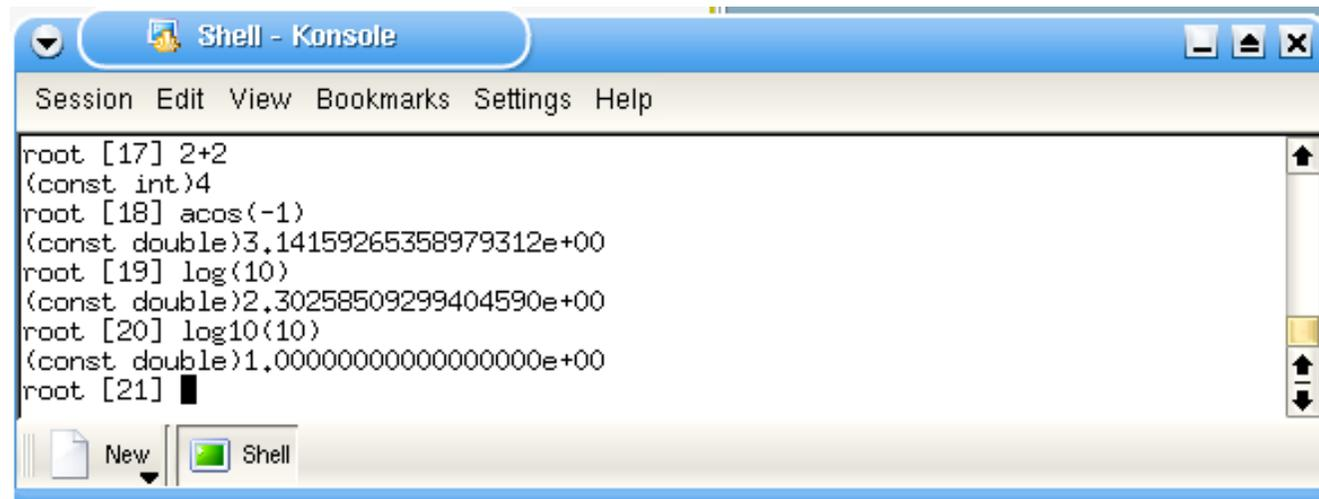 Shell - Konsole
Session Edit View Bookmarks Settings Help
root [17] 2+2
(const int)4
root [18] acos(-1)
(const double)3.14159265358979312e+00
root [19] log(10)
(const double)2.30258509299404590e+00
root [20] log10(10)
(const double)1.00000000000000000e+00
root [21]
New Shell